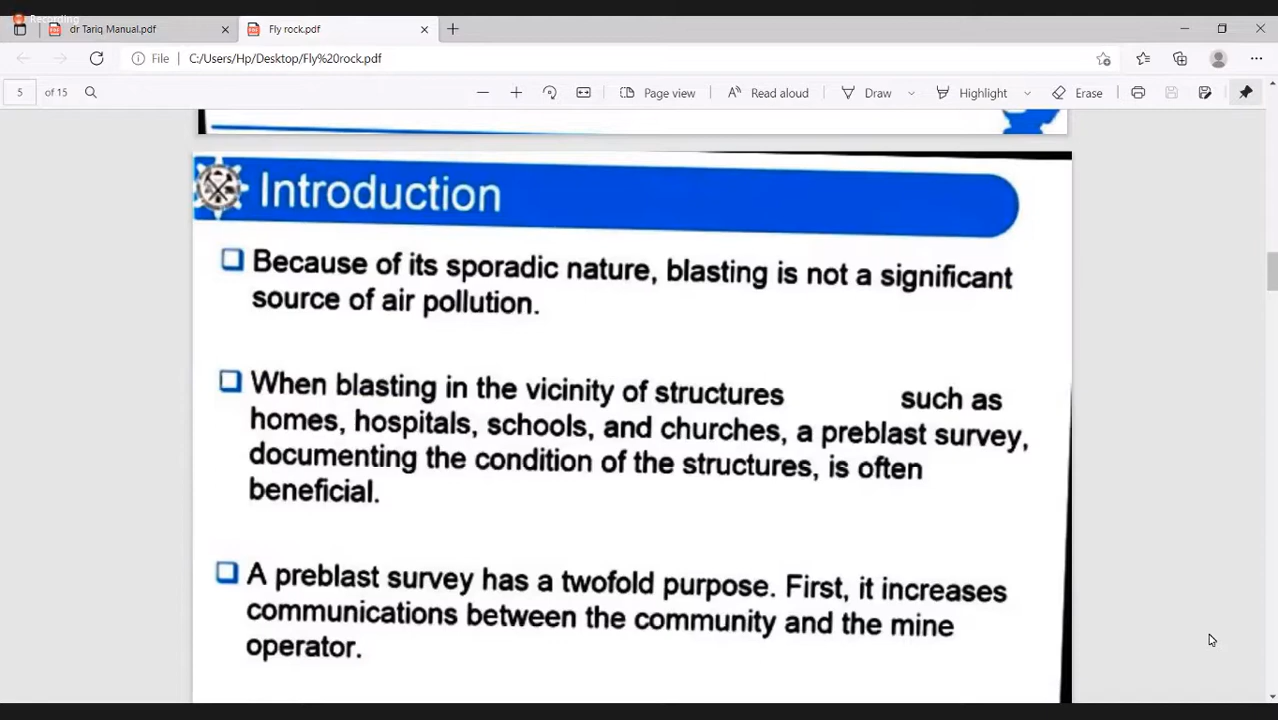 Recording
dr Tariq Manual.pdf
Fly rock.pdf
File
C:/Users/Hp/Desktop/Fly%20rock.pdf
5
of 15
Page view
Read aloud
Draw
Highlight
Erase
Introduction
Because of its sporadic nature, blasting is not a significant
source of air pollution.
When blasting in the vicinity of structures such as
homes, hospitals, schools, and churches, a preblast survey,
documenting the condition of the structures, is often
beneficial.
A preblast survey has a twofold purpose. First, it increases
communications between the community and the mine
operator.